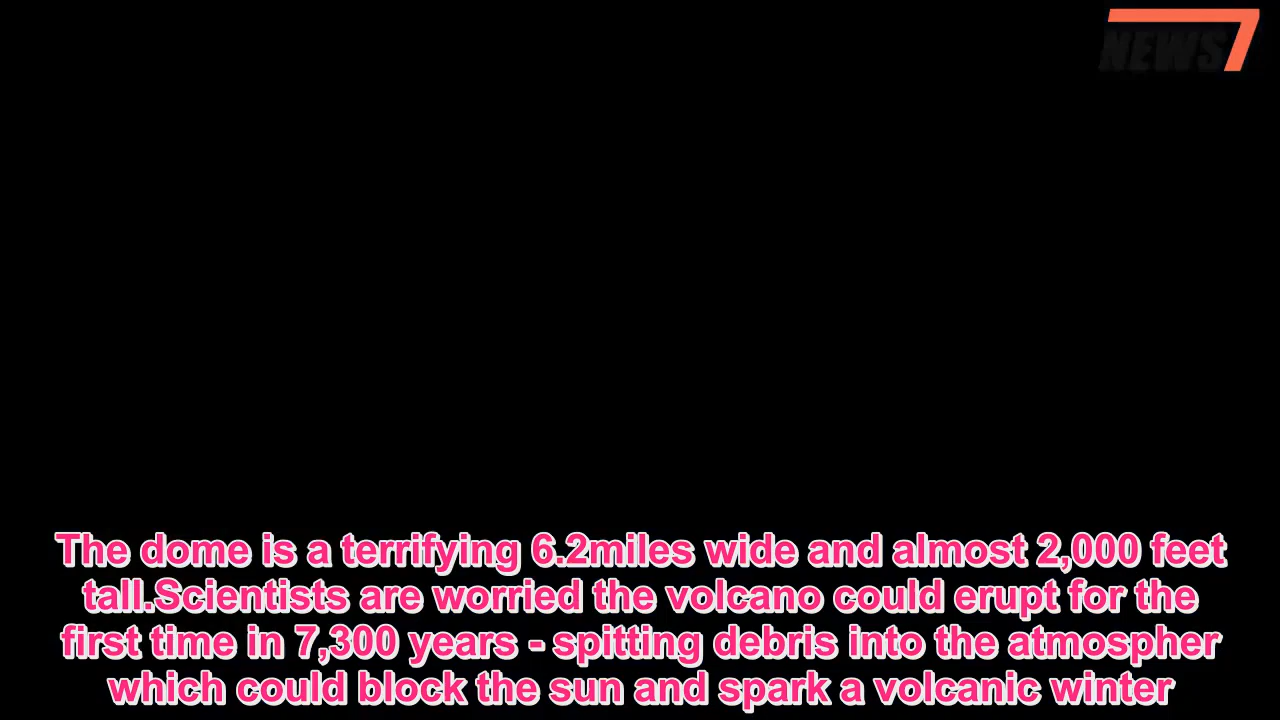 NEWS7
The dome is a terrifying 6.2miles wide and almost 2,000 feet
tall.Scientists are worried the volcano could erupt for the
first time in 7,300 years - spitting debris into the atmospher
which could block the sun and spark a volcanic winter